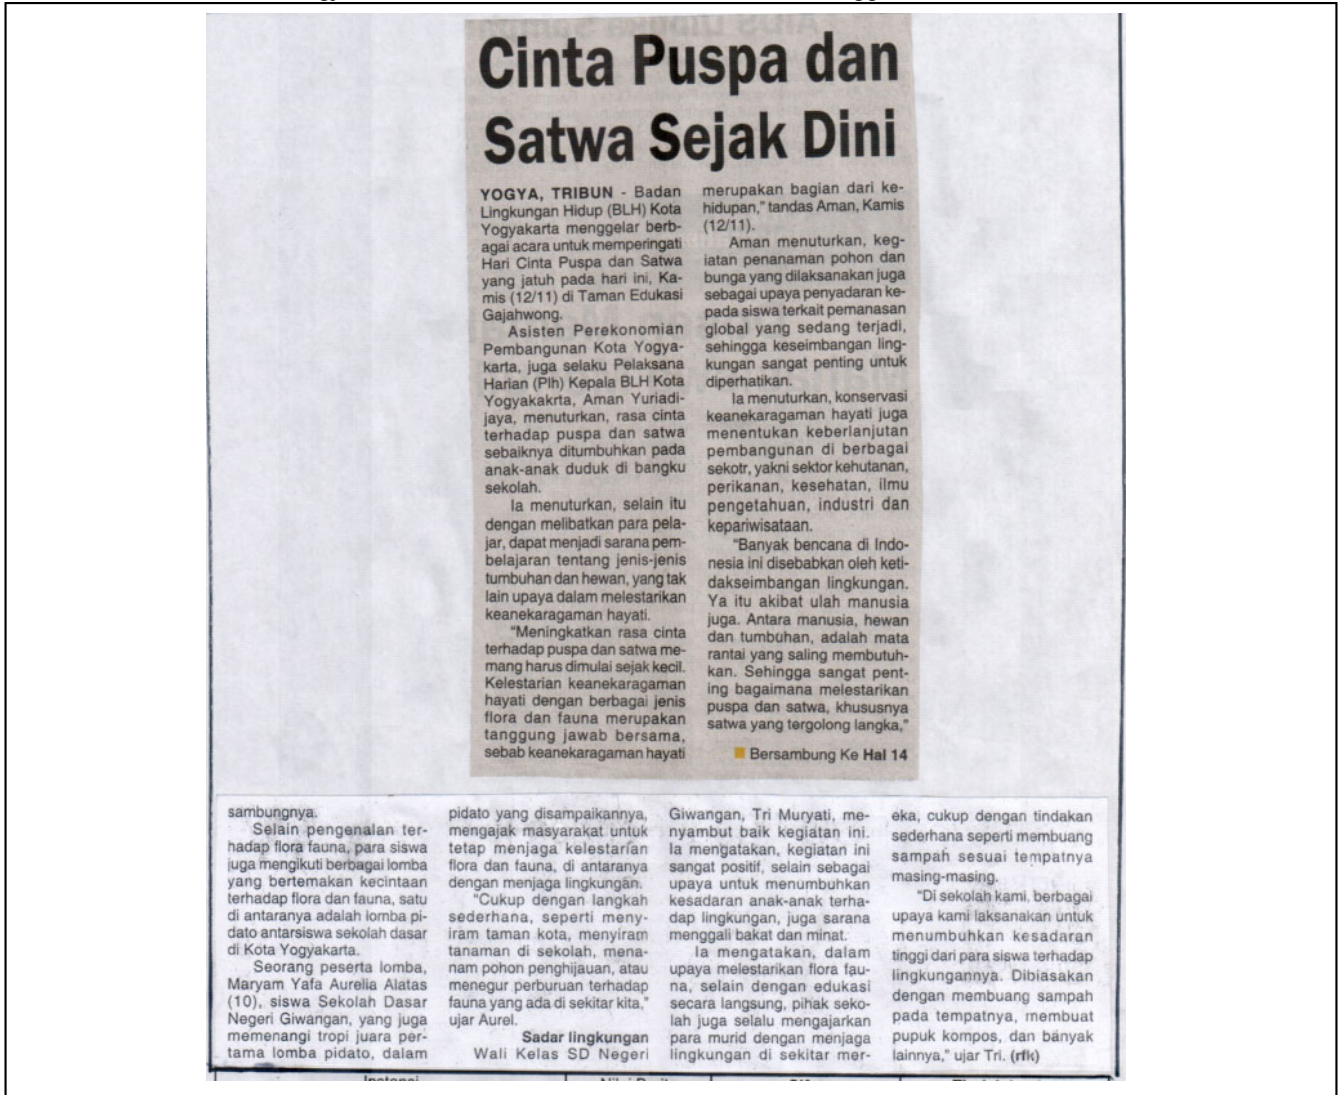 Cinta Puspa dan
Satwa Sejak Dini
YOGYA, TRIBUN - Badan
Lingkungan Hidup (BLH) Kota
Yogyakarta menggelar berb-
agai acara untuk memperingati
Hari Cinta Puspa dan Satwa
yang jatuh pada hari ini, Ka-
mis (12/11) di Taman Edukasi
Gajahwong.
Asisten Perekonomian
Pembangunan Kota Yogya-
karta, juga selaku Pelaksana
Harian (Plh) Kepala BLH Kota
Yogyakakrta, Aman Yuriadi-
jaya, menuturkan, rasa cinta
terhadap puspa dan satwa
sebaiknya ditumbuhkan pada
anak-anak duduk di bangku
sekolah.
Ia menuturkan, selain itu
dengan melibatkan para pela-
jar, dapat menjadi sarana pem-
belajaran tentang jenis-jenis
tumbuhan dan hewan, yang tak
lain upaya dalam melestarikan
keanekaragaman hayati.
"Meningkatkan rasa cinta
terhadap puspa dan satwa me-
mang harus dimulai sejak kecil.
Kelestarian keanekaragaman
hayati dengan berbagai jenis
flora dan fauna merupakan
tanggung jawab bersama,
sebab keanekaragaman hayati
merupakan bagian dari ke-
hidupan," tandas Aman, Kamis
(12/11).
Aman menuturkan, keg-
iatan penanaman pohon dan
bunga yang dilaksanakan juga
sebagai upaya penyadaran ke-
pada siswa terkait pemanasan
global yang sedang terjadi,
sehingga keseimbangan ling-
kungan sangat penting untuk
diperhatikan.
Ia menuturkan, konservasi
keanekaragaman hayati juga
menentukan keberlanjutan
pembangunan di berbagai
sekotr, yakni sektor kehutanan,
perikanan, kesehatan, ilmu
pengetahuan, industri dan
kepariwisataan.
"Banyak bencana di Indo-
nesia ini disebabkan oleh keti-
dakseimbangan lingkungan.
Ya itu akibat ulah manusia
juga. Antara manusia, hewan
dan tumbuhan, adalah mata
rantai yang saling membutuh-
kan. Sehingga sangat pent-
ing bagaimana melestarikan
puspa dan satwa, khususnya
satwa yang tergolong langka,"
Bersambung Ke Hal 14
sambungnya.
Selain pengenalan ter-
hadap flora fauna, para siswa
juga mengikuti berbagai lomba
yang bertemakan kecintaan
terhadap flora dan fauna, satu
di antaranya adalah lomba pi-
dato antarsiswa sekolah dasar
di Kota Yogyakarta.
Seorang peserta lomba,
Maryam Yafa Aurelia Alatas
(10), siswa Sekolah Dasar
Negeri Giwangan, yang juga
memenangi tropi juara per-
tama lomba pidato, dalam
pidato yang disampaikannya,
mengajak masyarakat untuk
tetap menjaga kelestarian
flora dan fauna, di antaranya
dengan menjaga lingkungan.
"Cukup dengan langkah
sederhana, seperti meny-
iram taman kota, menyiram
tanaman di sekolah, mena-
nam pohon penghijauan, atau
menegur perburuan terhadap
fauna yang ada di sekitar kita,"
ujar Aurel.
Sadar lingkungan
Wali Kelas SD Negeri
Giwangan, Tri Muryati, me-
nyambut baik kegiatan ini.
Ia mengatakan, kegiatan ini
sangat positif, selain sebagai
upaya untuk menumbuhkan
kesadaran anak-anak terha-
dap lingkungan, juga sarana
menggali bakat dan minat.
Ia mengatakan, dalam
upaya melestarikan flora fau-
na, selain dengan edukasi
secara langsung, pihak seko-
lah juga selalu mengajarkan
para murid dengan menjaga
lingkungan di sekitar mer-
eka, cukup dengan tindakan
sederhana seperti membuang
sampah sesuai tempatnya
masing-masing.
"Di sekolah kami, berbagai
upaya kami laksanakan untuk
menumbuhkan kesadaran
tinggi dari para siswa terhadap
lingkungannya. Dibiasakan
dengan membuang sampah
pada tempatnya, membuat
pupuk kompos, dan banyak
lainnya," ujar Tri. (rfk)